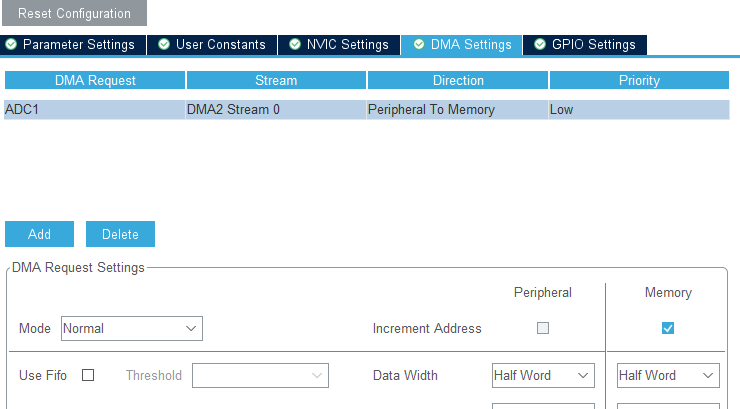 Reset Configuration
Parameter Settings User Constants NVIC Settings DMA Settings GPIO Settings
DMA Request Stream Direction Priority
ADC1 DMA2 Stream 0 Peripheral To Memory Low
Add Delete
DMA Request Settings
Peripheral Memory
Mode Normal Increment Address
Use Fifo Threshold Data Width Half Word Half Word